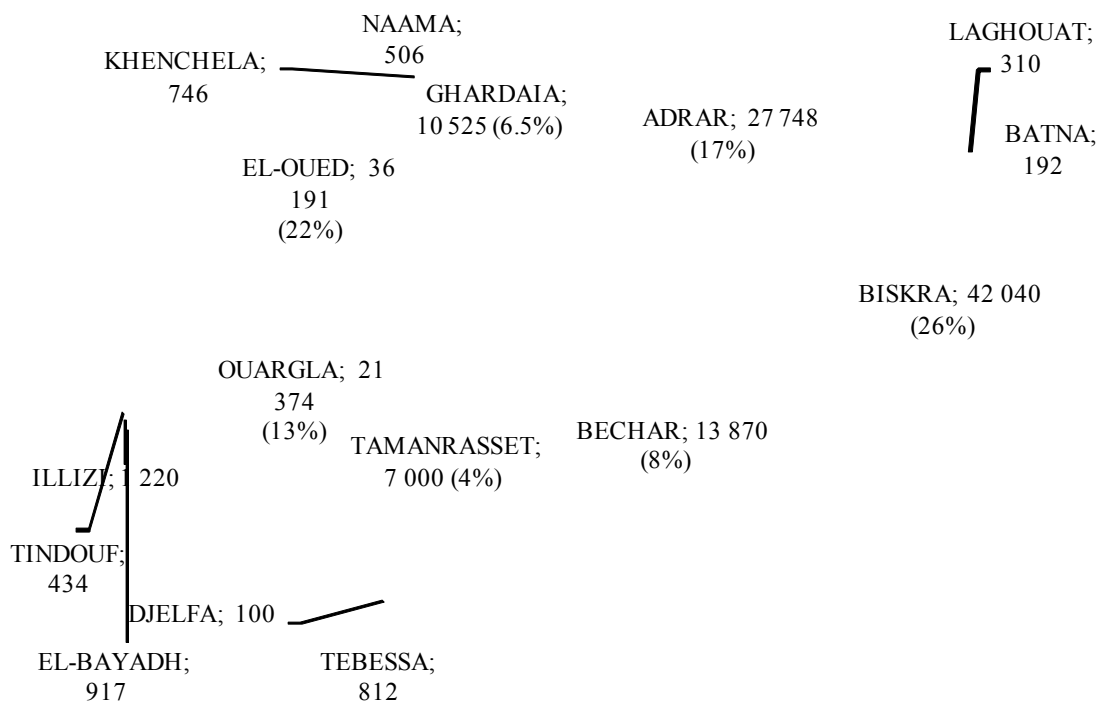 NAAMA;
506
KHENCHELA;
746
GHARDAIA;
10 525 (6.5%)
LAGHOUAT;
310
ADRAR; 27 748
(17%)
BATNA;
192
EL-OUED; 36
191
(22%)
BISKRA; 42 040
(26%)
OUARGLA; 21
374
(13%)
TAMANRASSET;
7 000 (4%)
BECHAR; 13 870
(8%)
ILLIZI; 1 220
TINDOUF;
434
DJELFA; 100
EL-BAYADH;
917
TEBESSA;
812